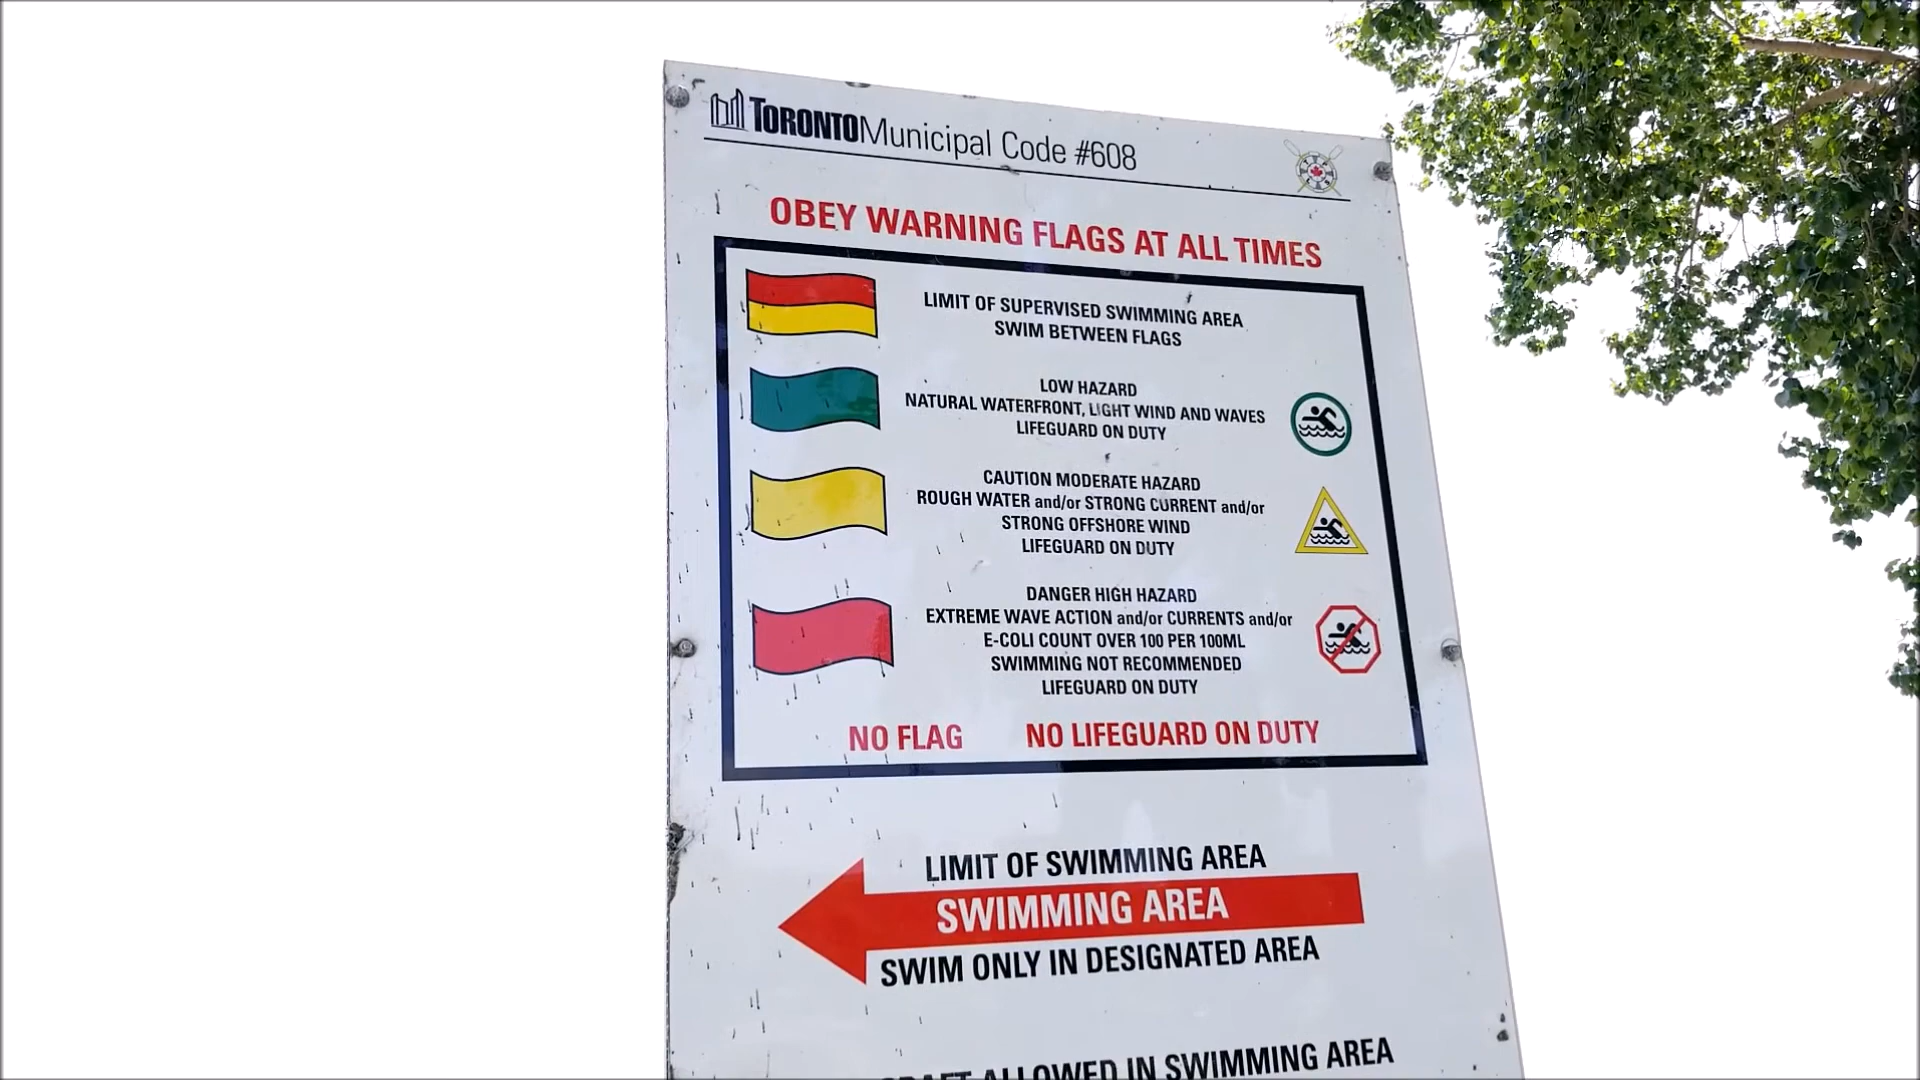 TORONTO Municipal Code #608
OBEY WARNING FLAGS AT ALL TIMES
LIMIT OF SUPERVISED SWIMMING AREA
SWIM BETWEEN FLAGS
LOW HAZARD
NATURAL WATERFRONT, LIGHT WIND AND WAVES
LIFEGUARD ON DUTY
CAUTION MODERATE HAZARD
ROUGH WATER and/or STRONG CURRENT and/or
STRONG OFFSHORE WIND
LIFEGUARD ON DUTY
DANGER HIGH HAZARD
EXTREME WAVE ACTION and/or CURRENTS and/or
E-COLI COUNT OVER 100 PER 100ML
SWIMMING NOT RECOMMENDED
LIFEGUARD ON DUTY
NO FLAG NO LIFEGUARD ON DUTY
LIMIT OF SWIMMING AREA
SWIMMING AREA
SWIM ONLY IN DESIGNATED AREA
ALLOWED IN SWIMMING AREA